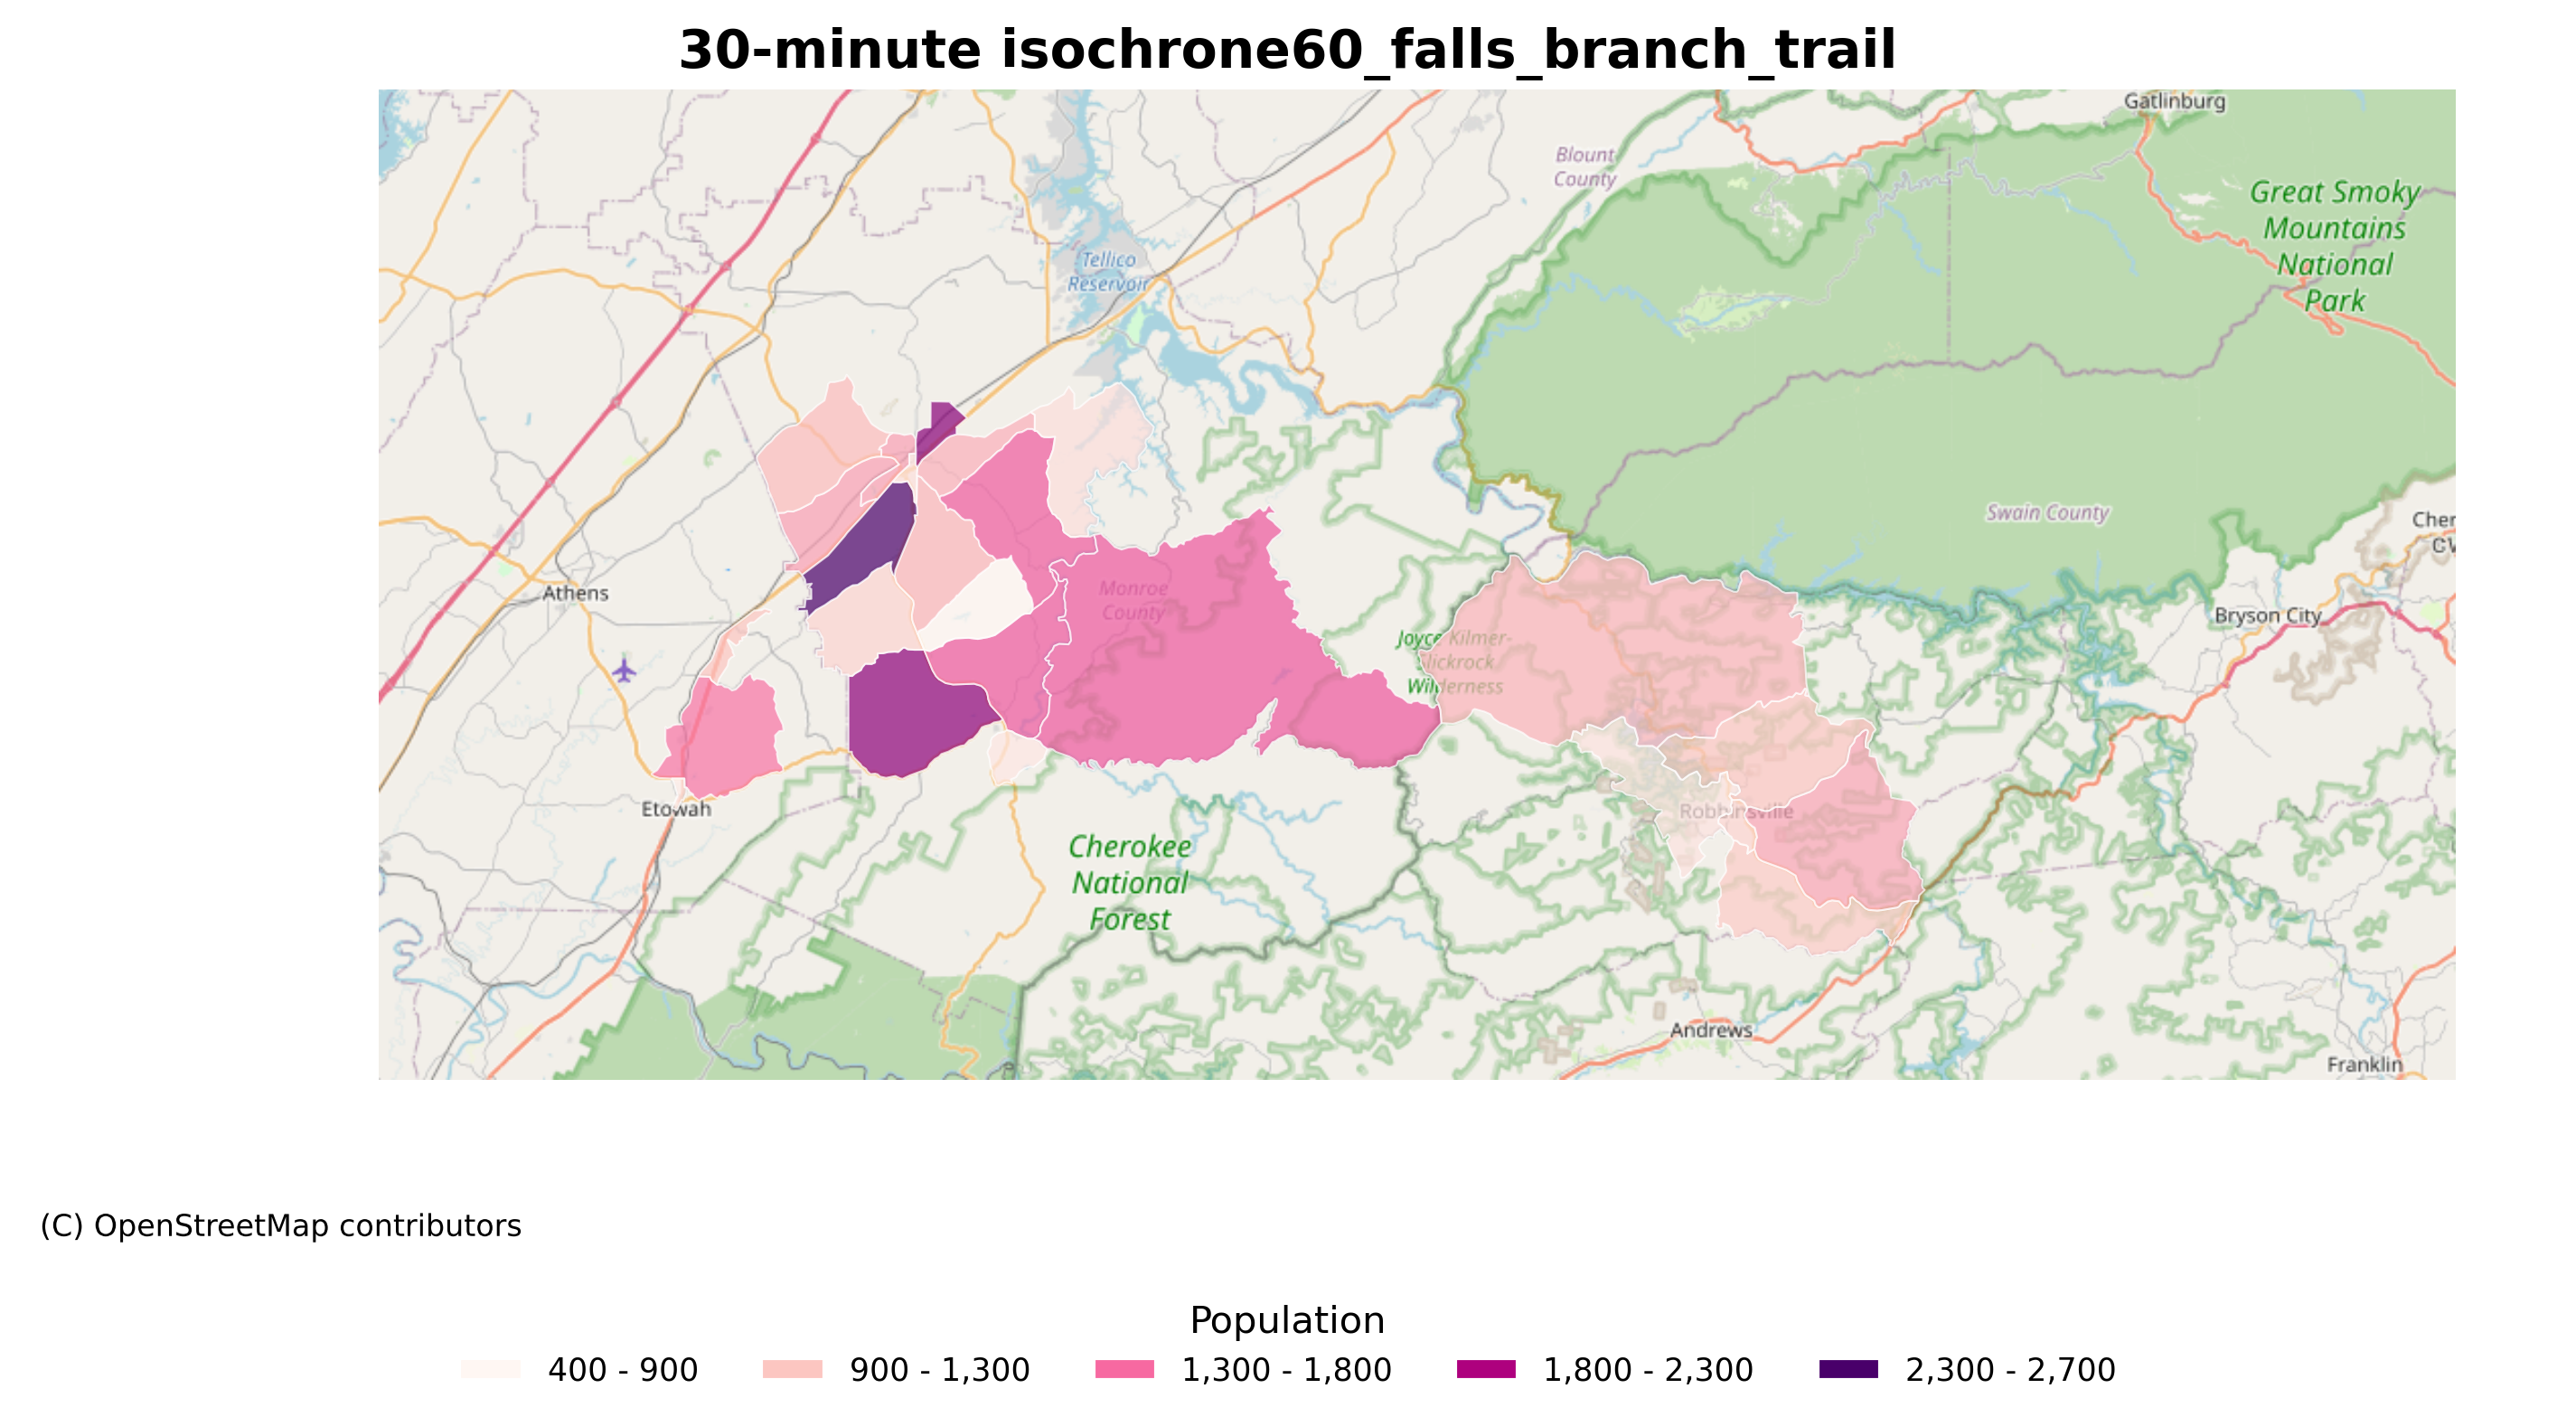 30-minute isochrone60_falls_branch_trail
Gatlinburg
Blount
County
Great Smoky
Mountains
National
Park
Tellico
Reservoir
Swain County
Cher
Athens
Monroe
County
Bryson City
Joyce Kilmer-
Slickrock
Wilderness
Etowah
Robbinsville
Cherokee
National
Forest
Andrews
Franklin
(C) OpenStreetMap contributors
Population
400 - 900
900 - 1,300
1,300 - 1,800
1,800 - 2,300
2,300 - 2,700